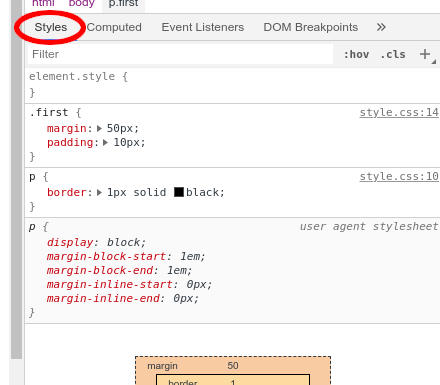 html body p.first
Styles Computed Event Listeners DOM Breakpoints »
Filter :hov .cls +
element.style {
}
.first { style.css:14
margin: 50px;
padding: 10px;
}
p { style.css:10
border: 1px solid black;
}
p { user agent stylesheet
display: block;
margin-block-start: 1em;
margin-block-end: 1em;
margin-inline-start: 0px;
margin-inline-end: 0px;
}
margin 50
border 1